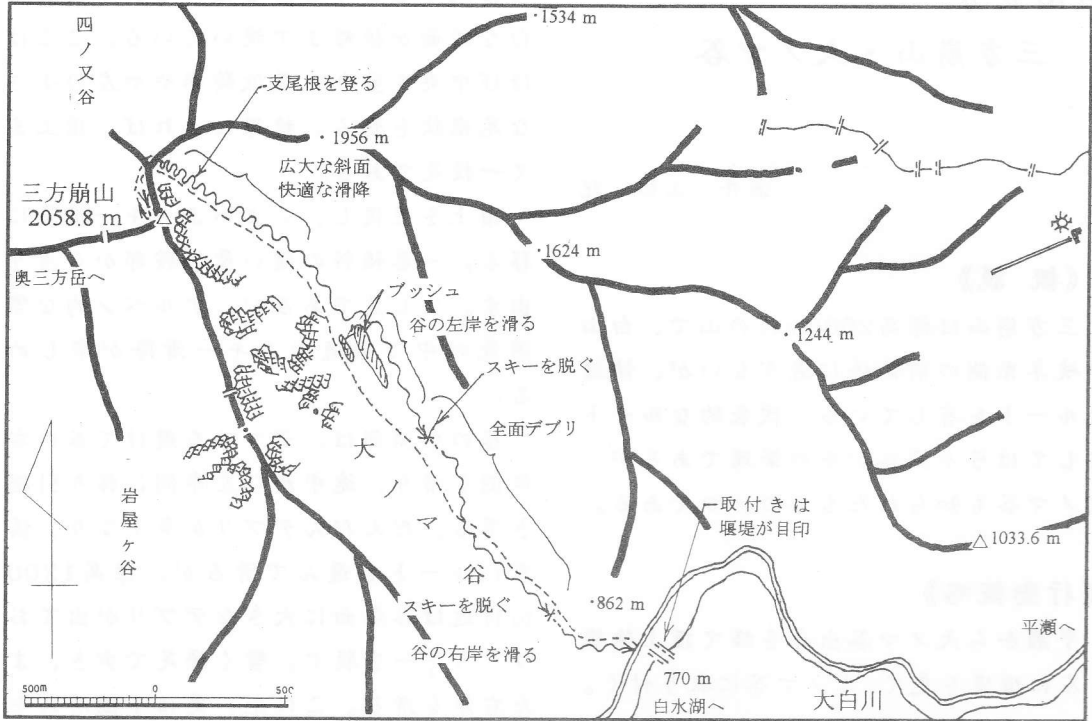 四ノ又谷
・1534 m
支尾根を登る
・1956 m
広大な斜面
快適な滑降
三方崩山
2058.8 m
奥三方岳へ
・1624 m
ブッシュ
谷の左岸を滑る
・1244 m
スキーを脱ぐ
全面デブリ
大ノマ谷
岩屋ヶ谷
取付きは
堰堤が目印
△1033.6 m
スキーを脱ぐ
・862 m
谷の右岸を滑る
平瀬へ
770 m
白水湖へ
大白川
500m 0 500